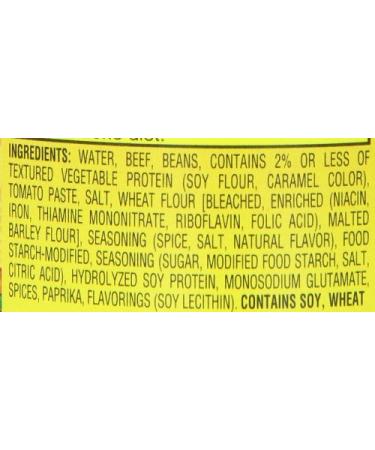 diet.
INGREDIENTS: WATER, BEEF, BEANS, CONTAINS 2% OR LESS OF
TEXTURED VEGETABLE PROTEIN (SOY FLOUR, CARAMEL COLOR),
TOMATO PASTE, SALT, WHEAT FLOUR [BLEACHED, ENRICHED (NIACIN,
IRON, THIAMINE MONONITRATE, RIBOFLAVIN, FOLIC ACID), MALTED
BARLEY FLOUR], SEASONING (SPICE, SALT, NATURAL FLAVOR), FOOD
STARCH-MODIFIED, SEASONING (SUGAR, MODIFIED FOOD STARCH, SALT,
CITRIC ACID), HYDROLYZED SOY PROTEIN, MONOSODIUM GLUTAMATE,
SPICES, PAPRIKA, FLAVORINGS (SOY LECITHIN). CONTAINS SOY, WHEAT